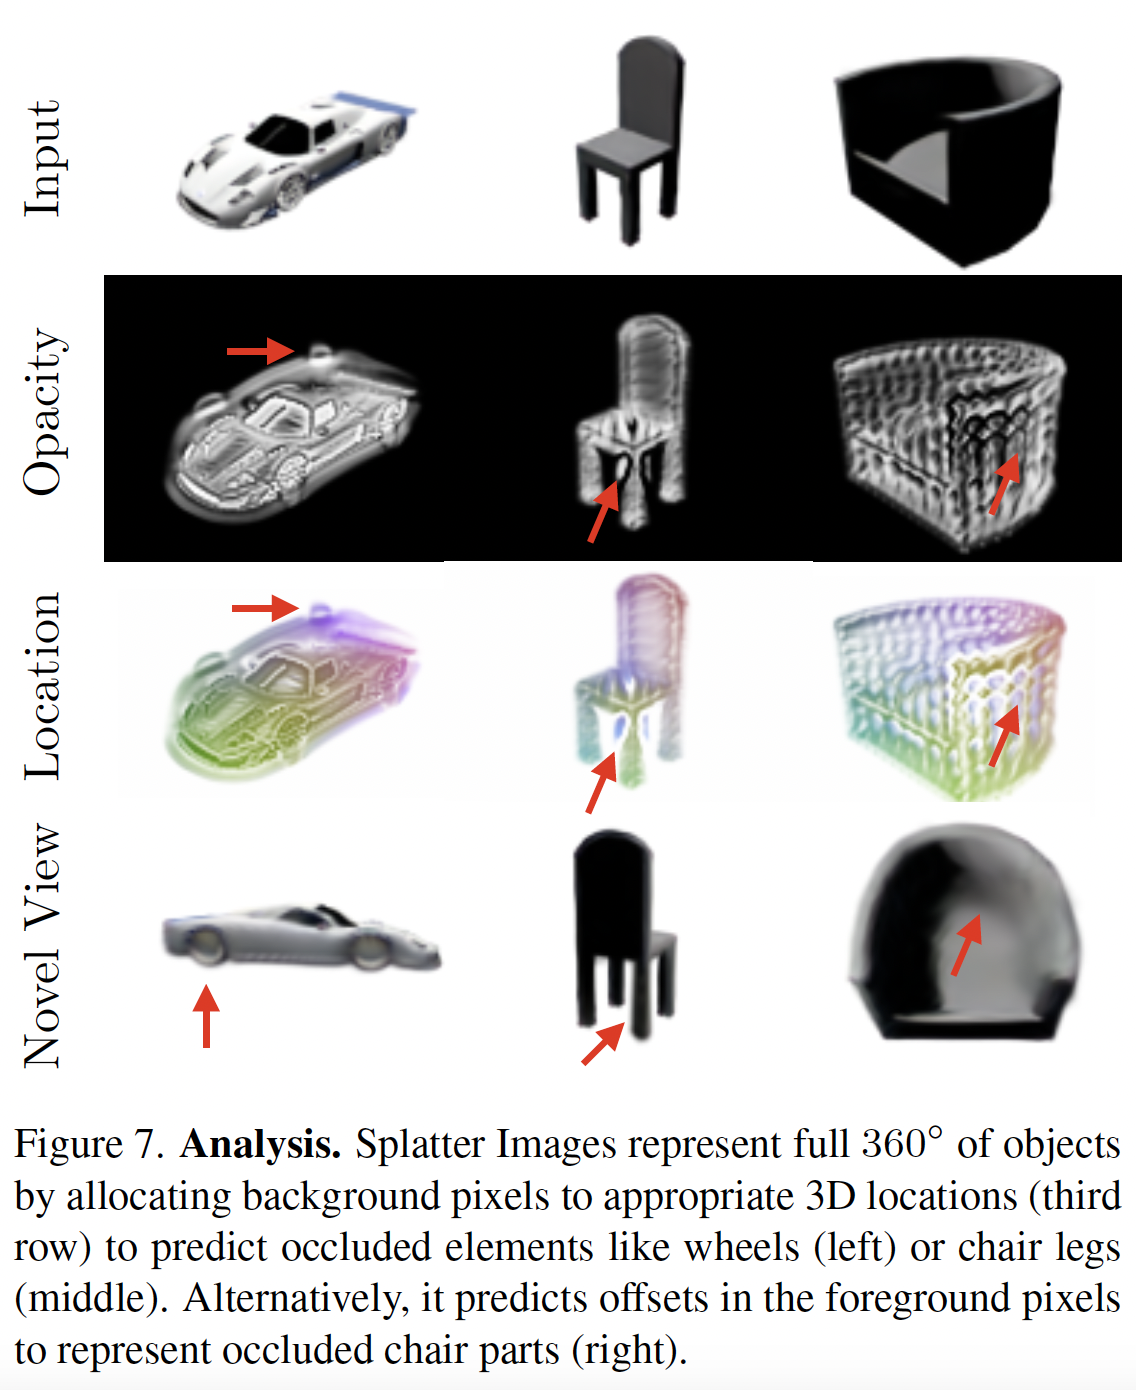 Input
Opacity
Location
Novel View
Figure 7. Analysis. Splatter Images represent full 360° of objects
by allocating background pixels to appropriate 3D locations (third
row) to predict occluded elements like wheels (left) or chair legs
(middle). Alternatively, it predicts offsets in the foreground pixels
to represent occluded chair parts (right).